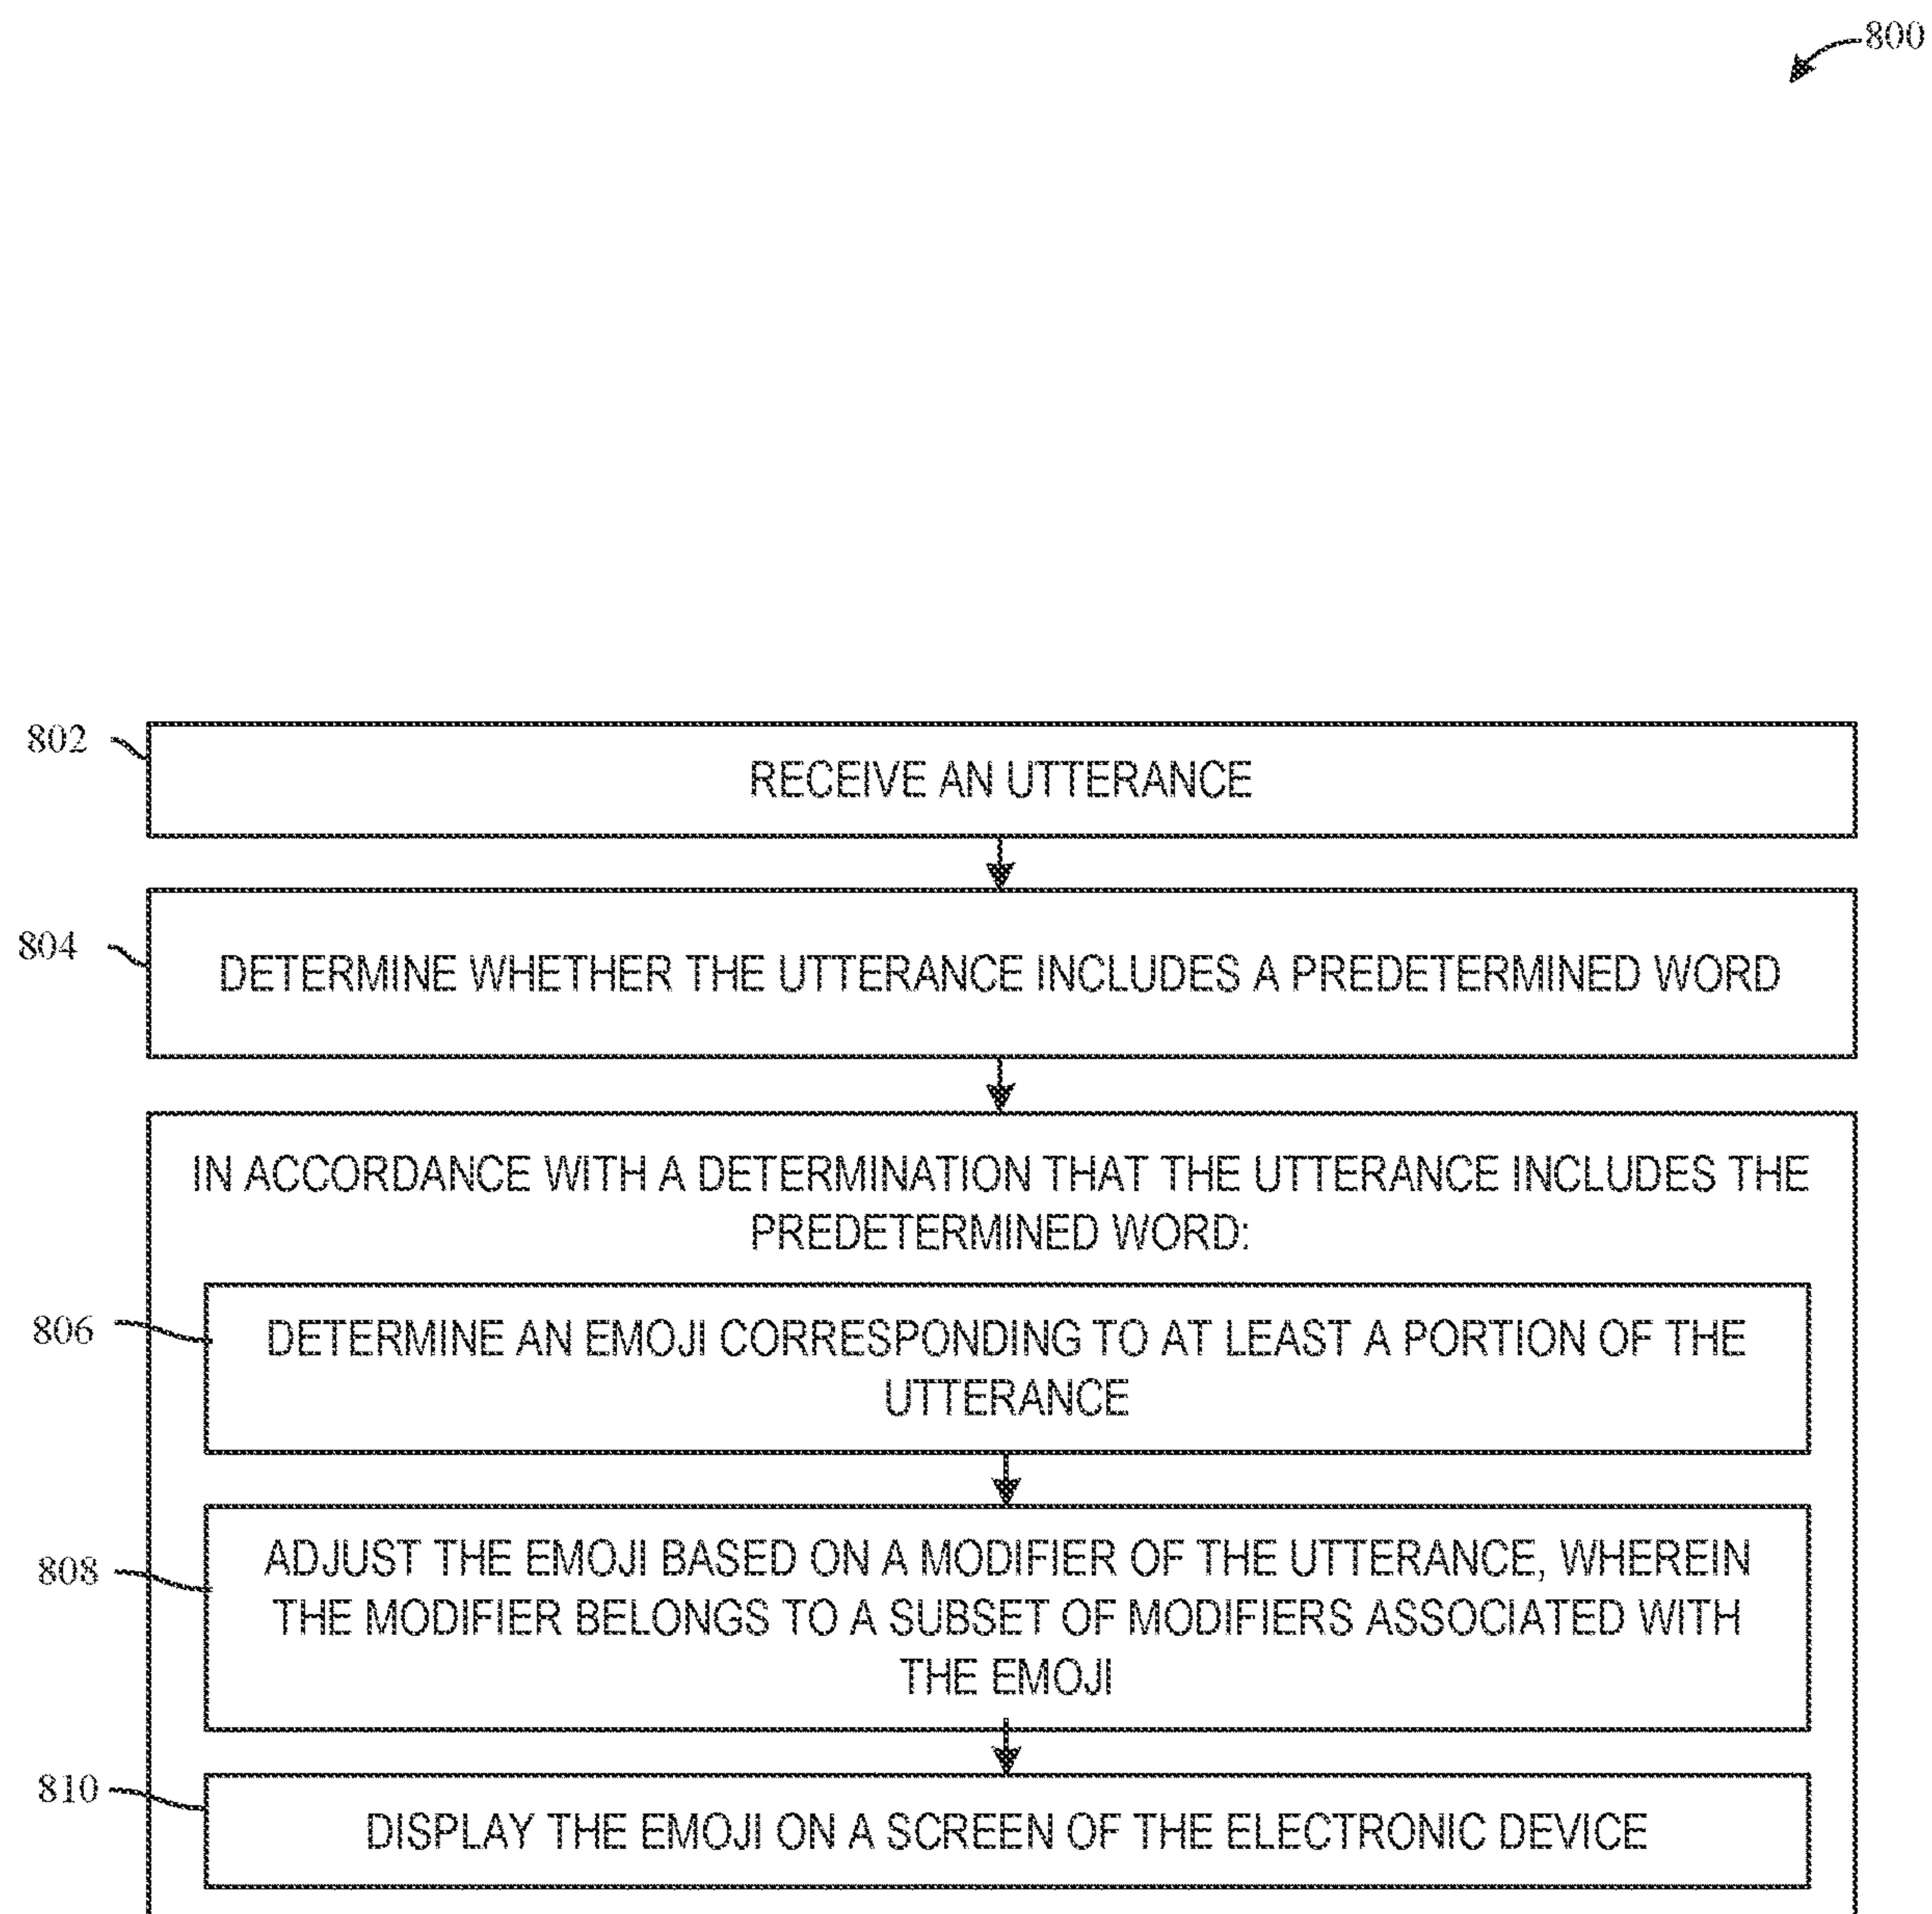 800
802
RECEIVE AN UTTERANCE
804
DETERMINE WHETHER THE UTTERANCE INCLUDES A PREDETERMINED WORD
IN ACCORDANCE WITH A DETERMINATION THAT THE UTTERANCE INCLUDES THE
PREDETERMINED WORD:
806
DETERMINE AN EMOJI CORRESPONDING TO AT LEAST A PORTION OF THE
UTTERANCE
808
ADJUST THE EMOJI BASED ON A MODIFIER OF THE UTTERANCE, WHEREIN
THE MODIFIER BELONGS TO A SUBSET OF MODIFIERS ASSOCIATED WITH
THE EMOJI
810
DISPLAY THE EMOJI ON A SCREEN OF THE ELECTRONIC DEVICE